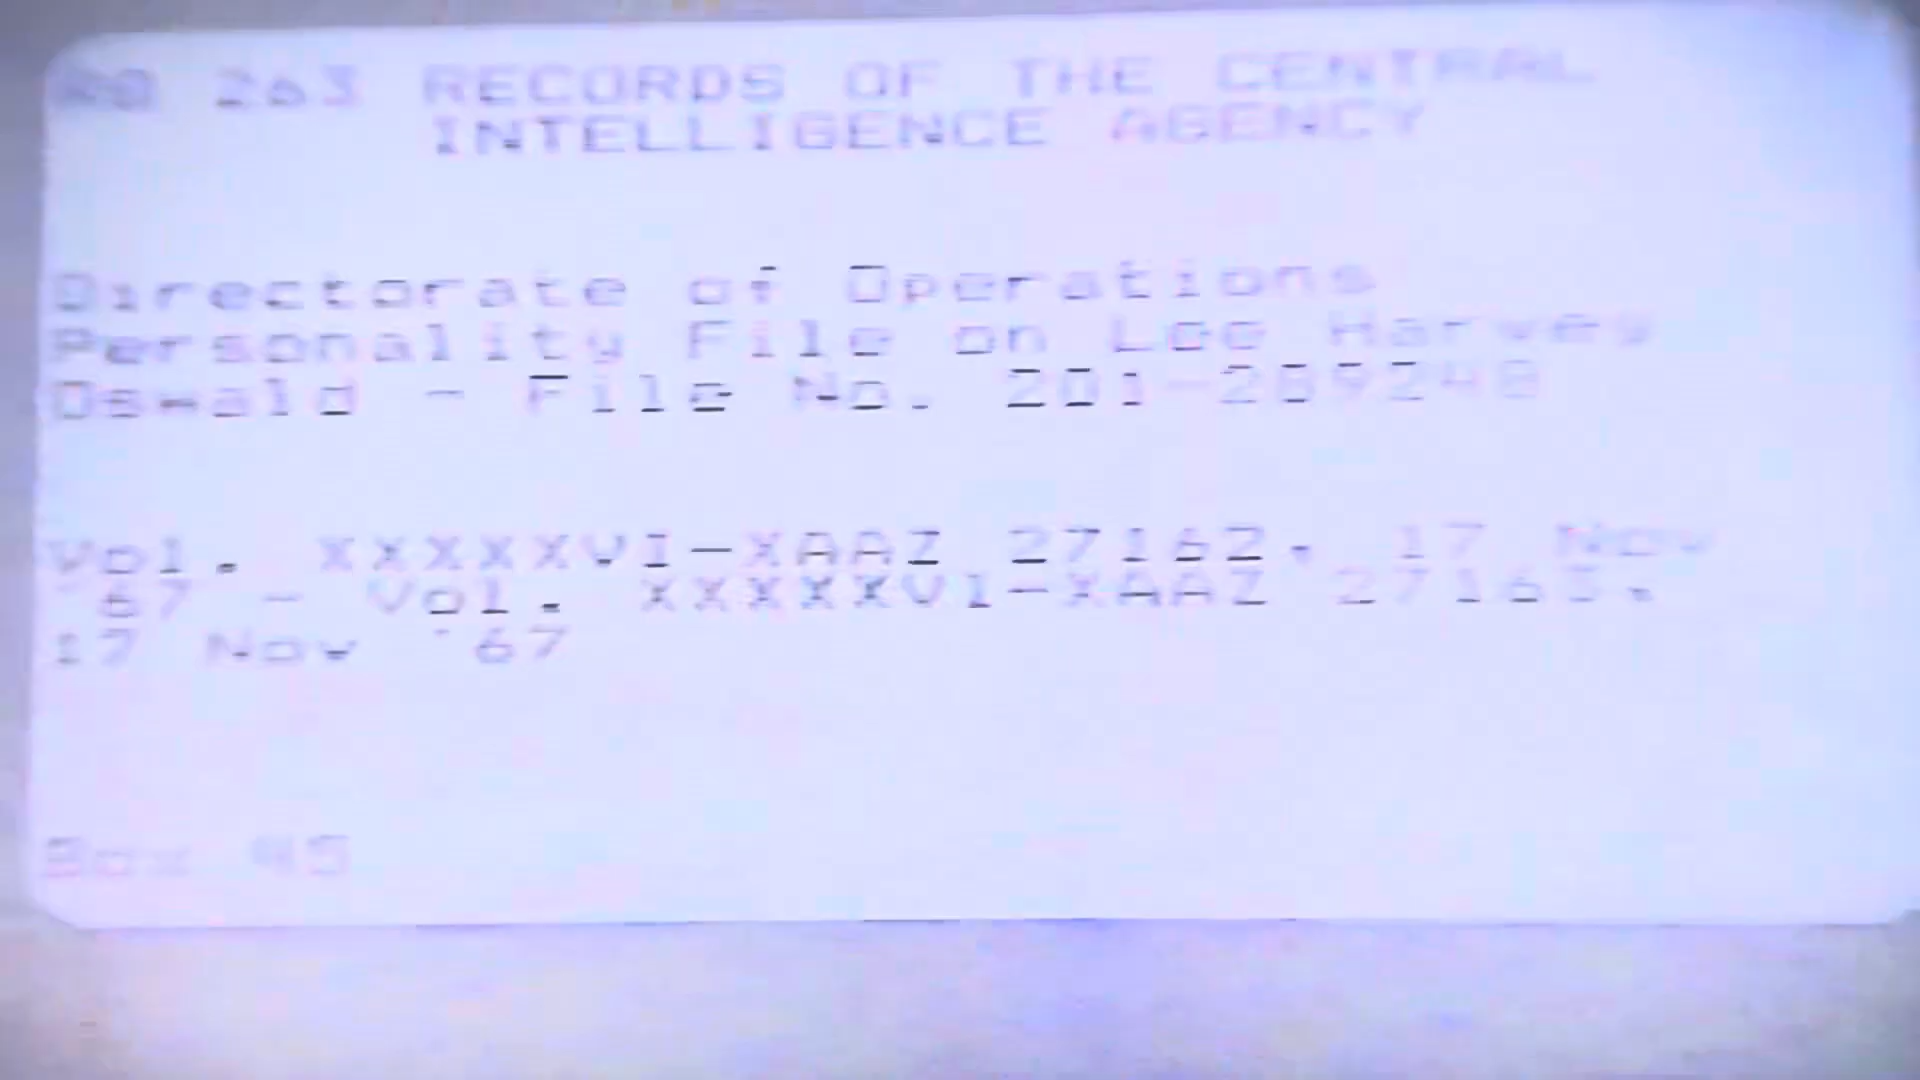 RG 263 RECORDS OF THE CENTRAL
INTELLIGENCE AGENCY
Directorate of Operations
Personality File on Lee Harvey
Oswald - File No. 201-289248
Vol. XXXXXVI-XAAZ 27162, 17 Nov
'67 - Vol. XXXXXVI-XAAZ 27163,
17 Nov '67
Box 45